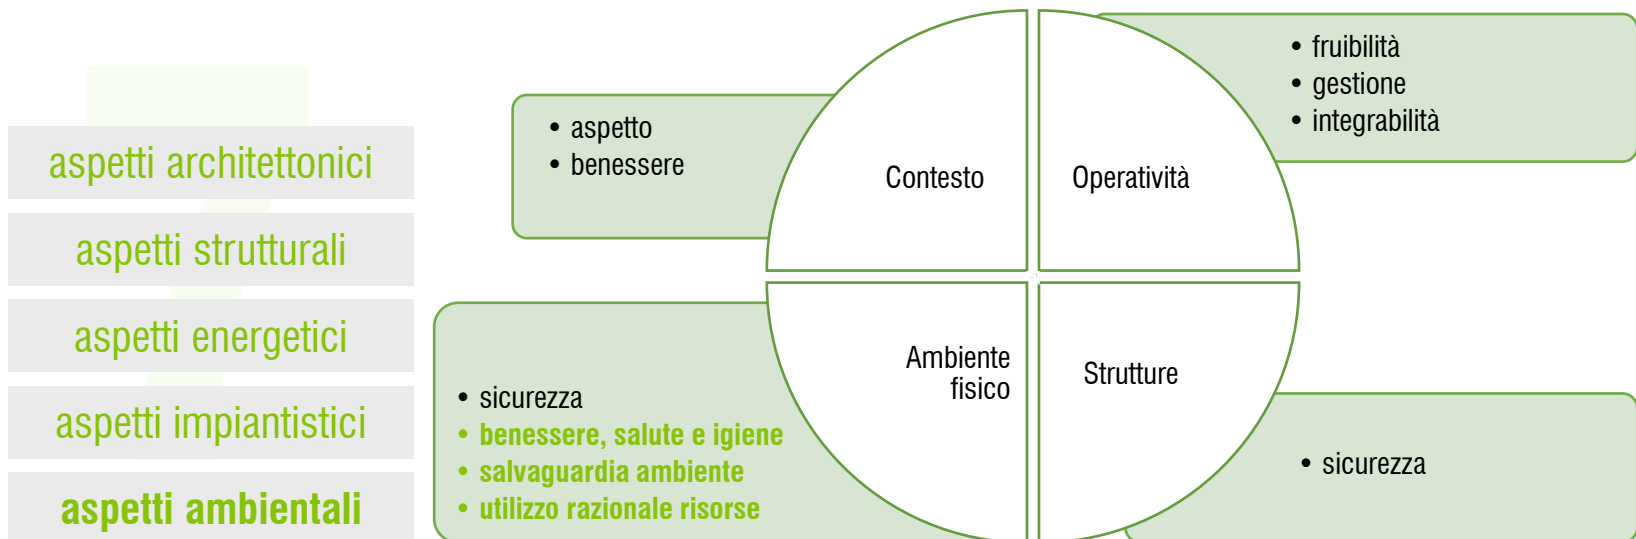 aspetti architettonici
aspetti strutturali
aspetti energetici
aspetti impiantistici
aspetti ambientali
• aspetto
• benessere
Contesto
Operatività
• fruibilità
• gestione
• integrabilità
Ambiente
fisico
• sicurezza
• benessere, salute e igiene
• salvaguardia ambiente
• utilizzo razionale risorse
Strutture
• sicurezza